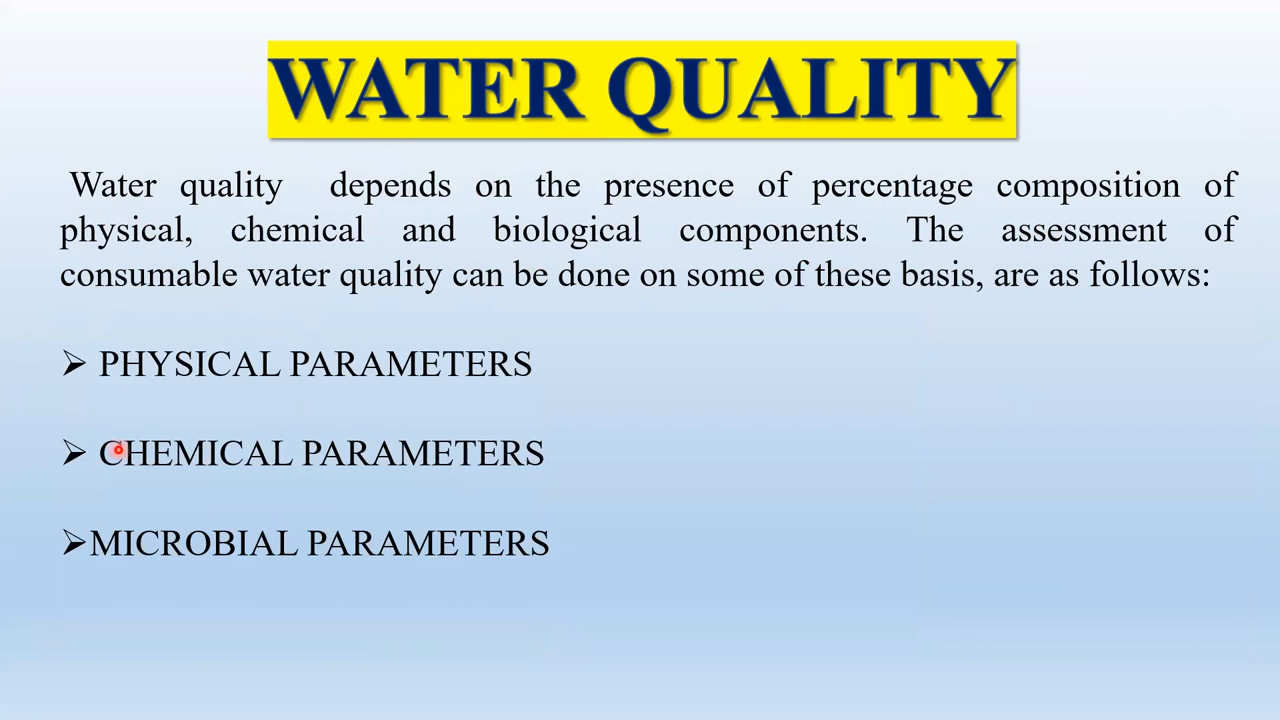 WATER QUALITY
Water quality depends on the presence of percentage composition of
physical, chemical and biological components. The assessment of
consumable water quality can be done on some of these basis, are as follows:
➢ PHYSICAL PARAMETERS
➢ CHEMICAL PARAMETERS
➢MICROBIAL PARAMETERS